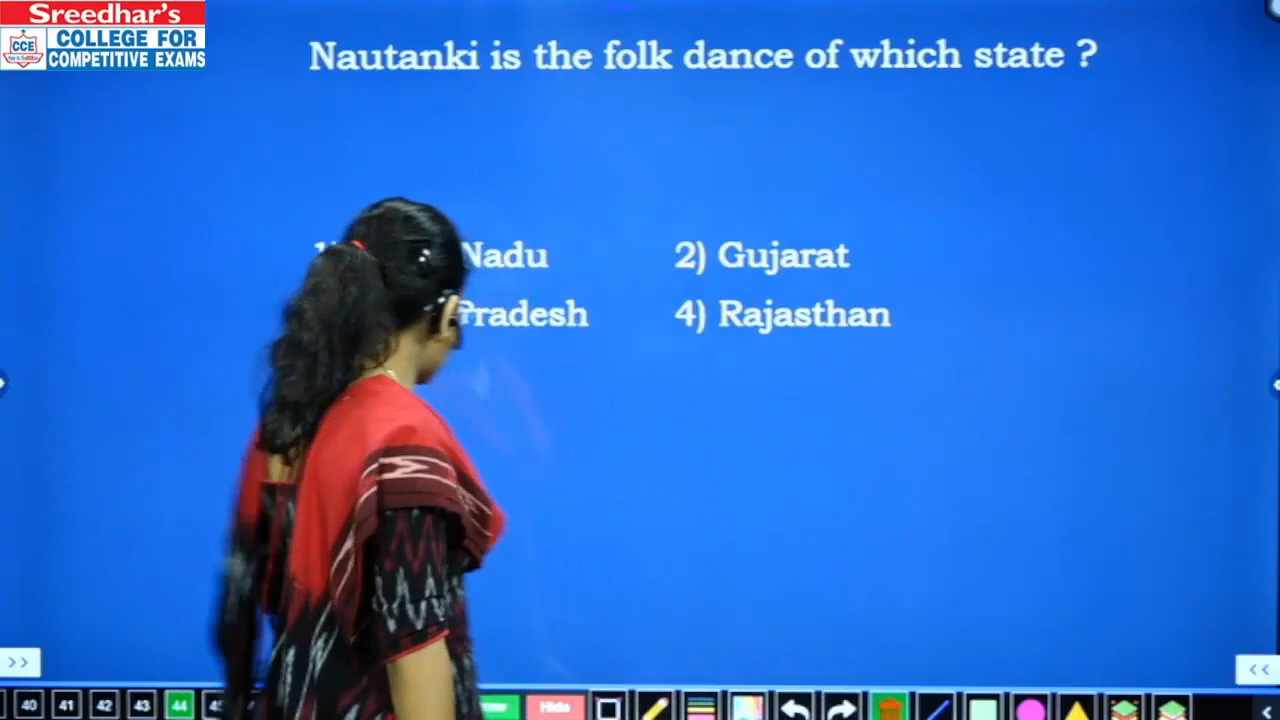 Sreedhar's
CCE
COLLEGE FOR
COMPETITIVE EXAMS
Nautanki is the folk dance of which state ?
Nadu
2) Gujarat
Pradesh
4) Rajasthan
>>
<<
40 41 42 43 44
Hide
<